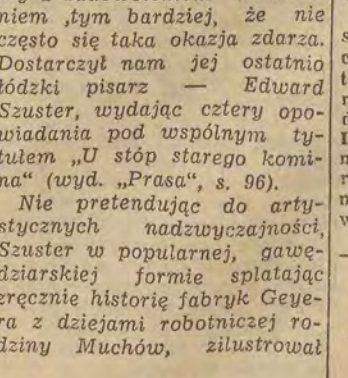 niem ,tym bardziej, że nie
często się taka okazja zdarza.
Dostarczył nam jej ostatnio
łódzki pisarz — Edward
Szuster, wydając cztery opo-
wiadania pod wspólnym ty-
tułem „U stóp starego komi-
na" (wyd. „Prasa", s. 96).
Nie pretendując do arty-
stycznych nadzwyczajności,
Szuster w popularnej, gawę-
dziarskiej formie splatając
zręcznie historię fabryk Geye-
ra z dziejami robotniczej ro-
dziny Muchów, zilustrował